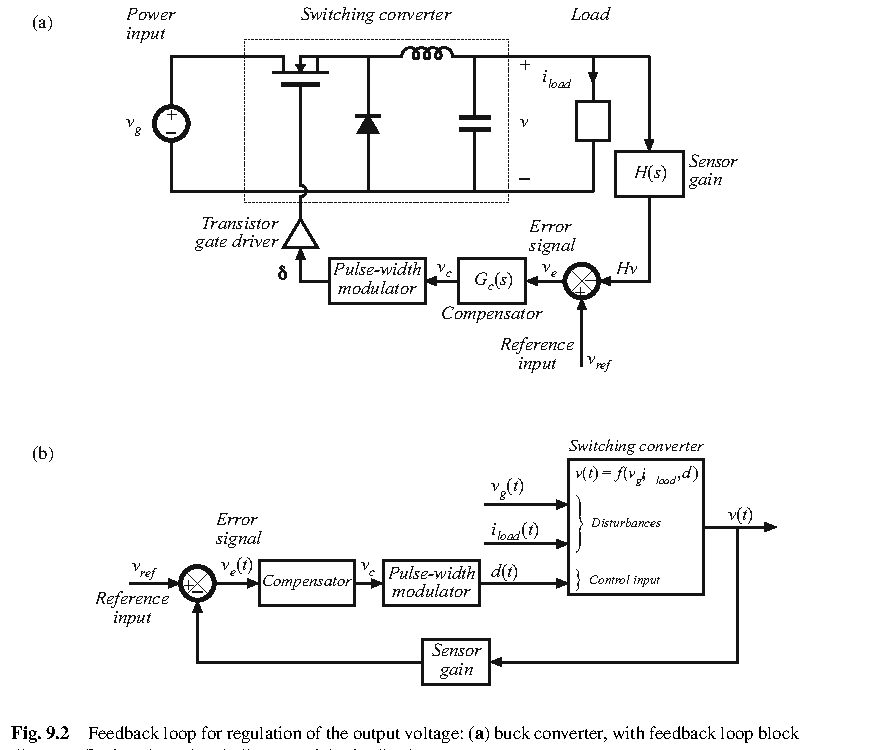 (a)
Power
input
Switching converter
Load
+
i load
+
−
v g
v
−
H(s)
Sensor
gain
Transistor
gate driver
Error
signal
δ
Pulse-width
modulator
v c
G c (s)
v e
−
+
Hv
Compensator
Reference
input
v ref
(b)
Switching converter
v(t) = f(v g , i load , d)
v g (t)
i load (t)
} Disturbances
v(t)
Error
signal
v ref
+
−
v e (t)
Compensator
v c
Pulse-width
modulator
d(t)
} Control input
Reference
input
Sensor
gain
Fig. 9.2 Feedback loop for regulation of the output voltage: (a) buck converter, with feedback loop block